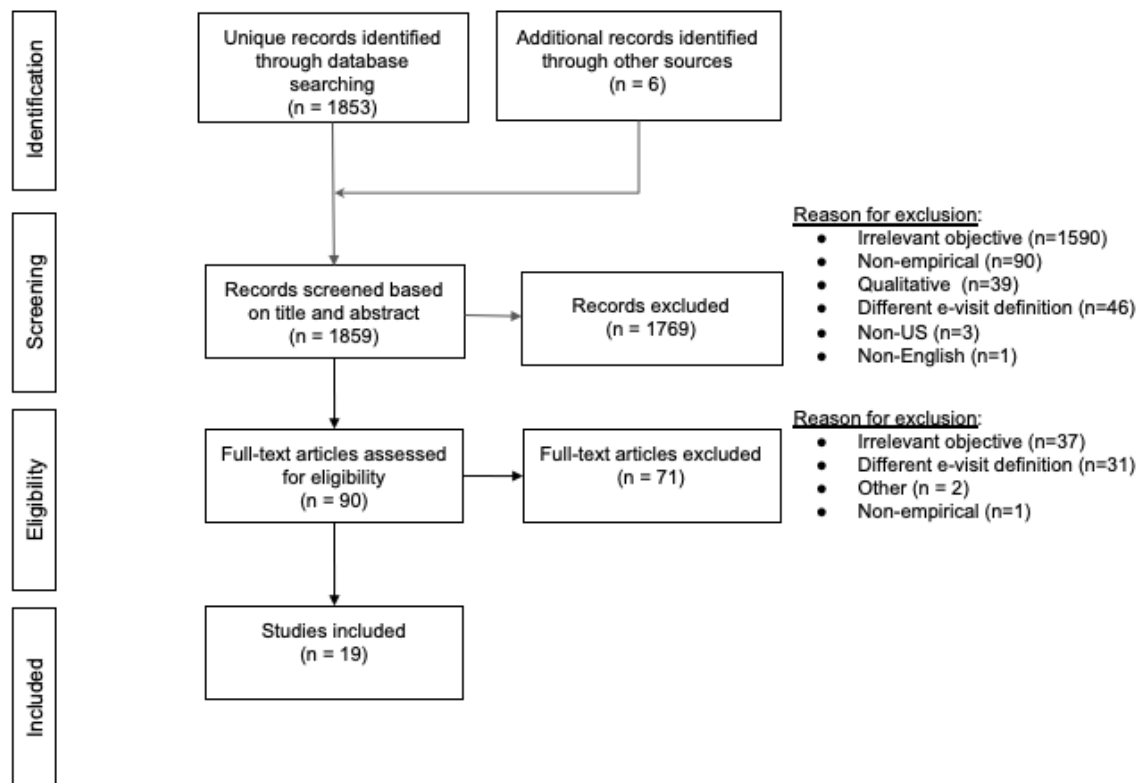 Identification
Unique records identified
through database
searching
(n = 1853)
Additional records identified
through other sources
(n = 6)
Screening
Records screened based
on title and abstract
(n = 1859)
Records excluded
(n = 1769)
Reason for exclusion:
● Irrelevant objective (n=1590)
● Non-empirical (n=90)
● Qualitative (n=39)
● Different e-visit definition (n=46)
● Non-US (n=3)
● Non-English (n=1)
Eligibility
Full-text articles assessed
for eligibility
(n = 90)
Full-text articles excluded
(n = 71)
Reason for exclusion:
● Irrelevant objective (n=37)
● Different e-visit definition (n=31)
● Other (n = 2)
● Non-empirical (n=1)
Included
Studies included
(n = 19)